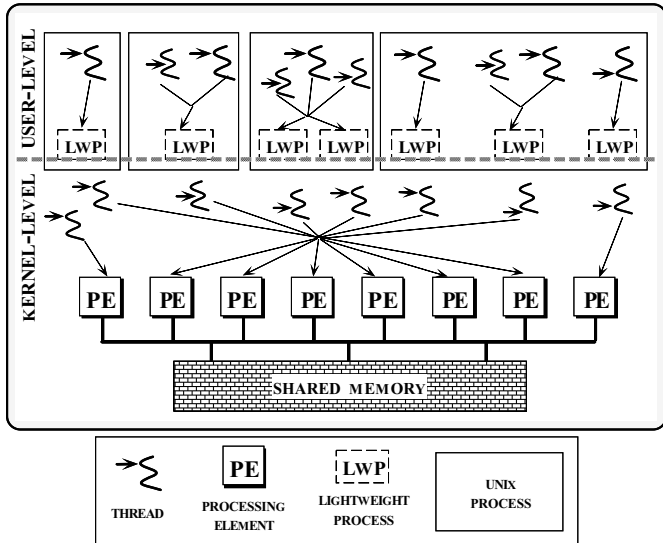 USER-LEVEL
LWP LWP LWP LWP LWP LWP LWP
KERNEL-LEVEL
PE PE PE PE PE PE PE PE
SHARED MEMORY
THREAD
PE
PROCESSING
ELEMENT
LWP
LIGHTWEIGHT
PROCESS
UNIX
PROCESS